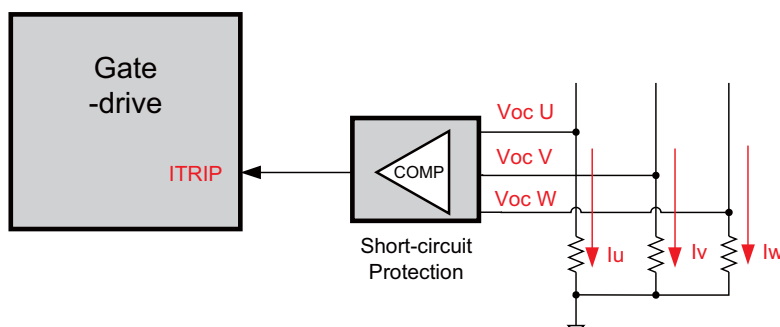 Gate
-drive
ITRIP
COMP
Short-circuit
Protection
Voc U
Voc V
Voc W
Iu
Iv
Iw